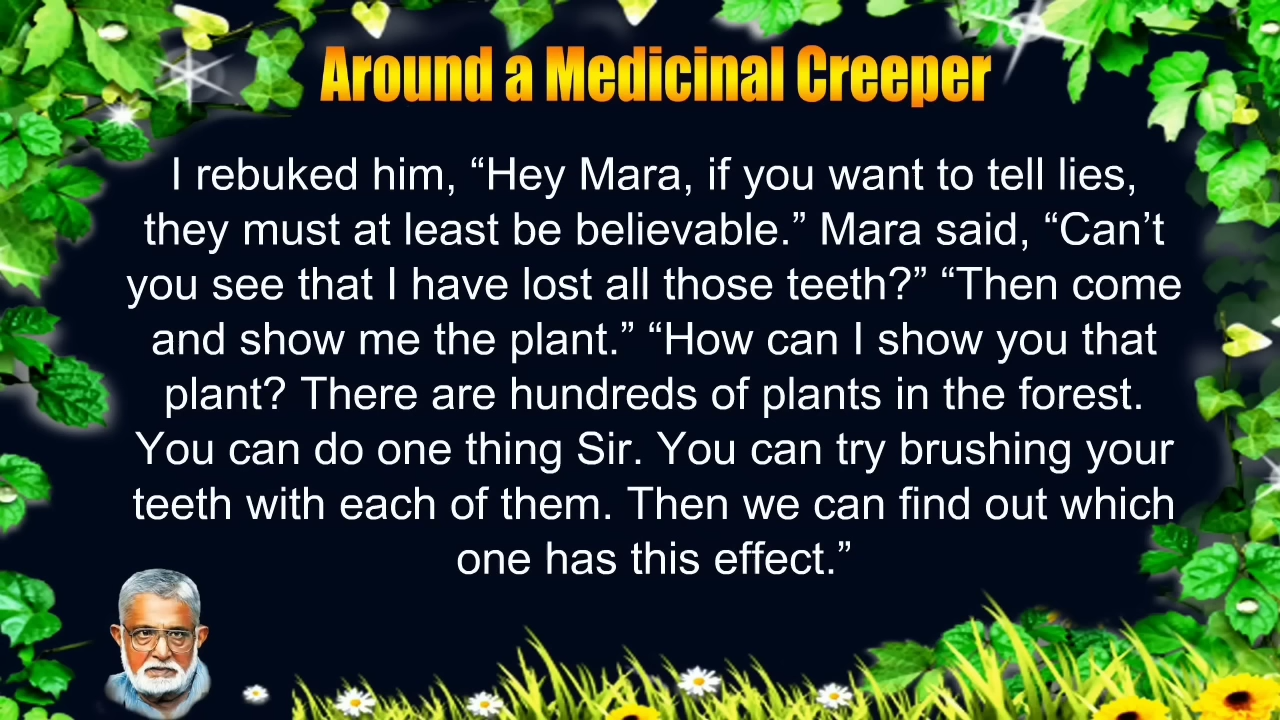 Around a Medicinal Creeper
I rebuked him, “Hey Mara, if you want to tell lies,
they must at least be believable.” Mara said, “Can’t
you see that I have lost all those teeth?” “Then come
and show me the plant.” “How can I show you that
plant? There are hundreds of plants in the forest.
You can do one thing Sir. You can try brushing your
teeth with each of them. Then we can find out which
one has this effect.”